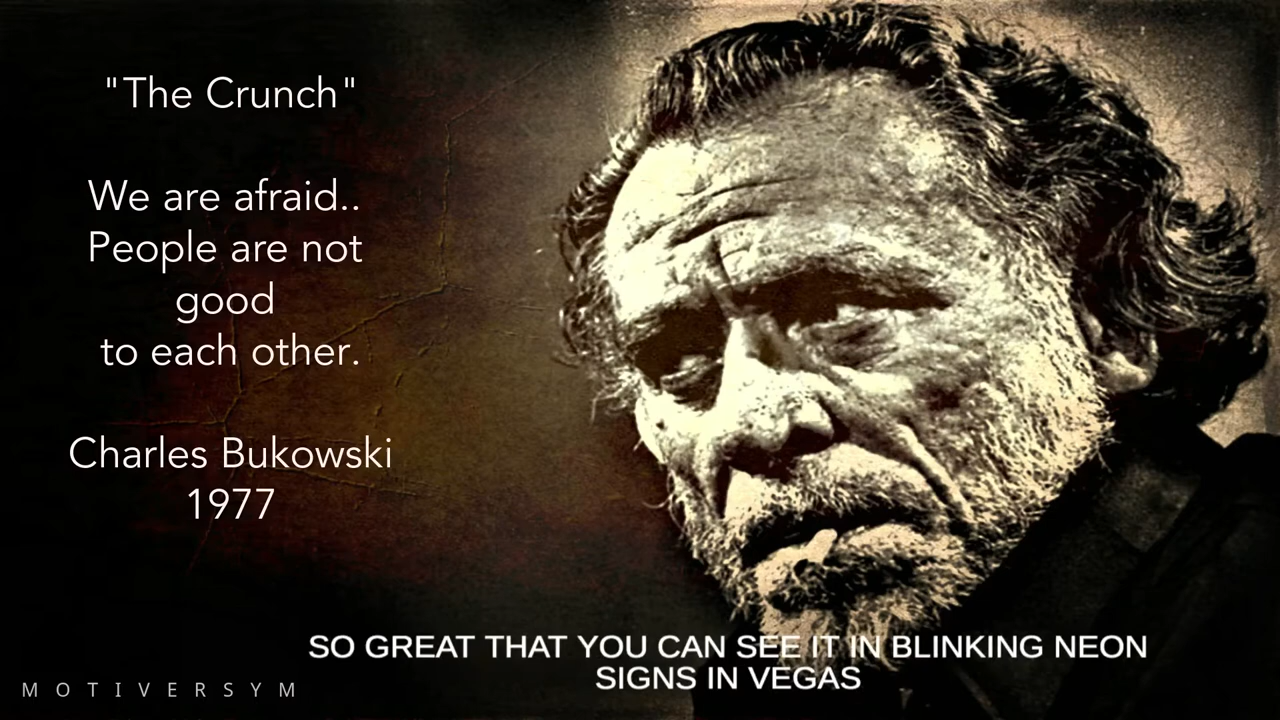 "The Crunch"
We are afraid..
People are not
good
to each other.
Charles Bukowski
1977
SO GREAT THAT YOU CAN SEE IT IN BLINKING NEON
SIGNS IN VEGAS
MOTIVERSYM